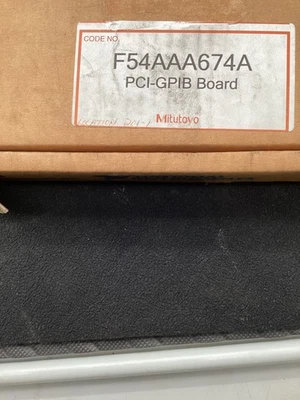 CODE NO.
F54AAA674A
PCI-GPIB Board
Mitutoyo